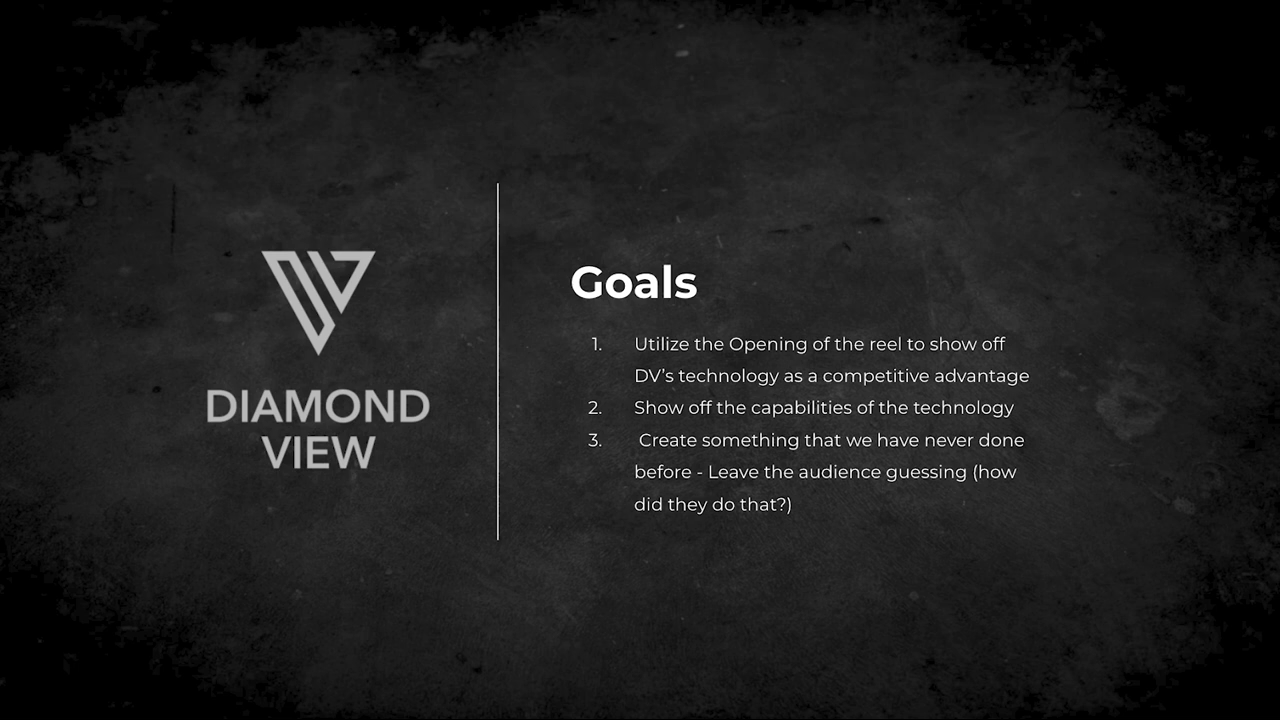 DIAMOND
VIEW
Goals
1. Utilize the Opening of the reel to show off
DV’s technology as a competitive advantage
2. Show off the capabilities of the technology
3. Create something that we have never done
before - Leave the audience guessing (how
did they do that?)